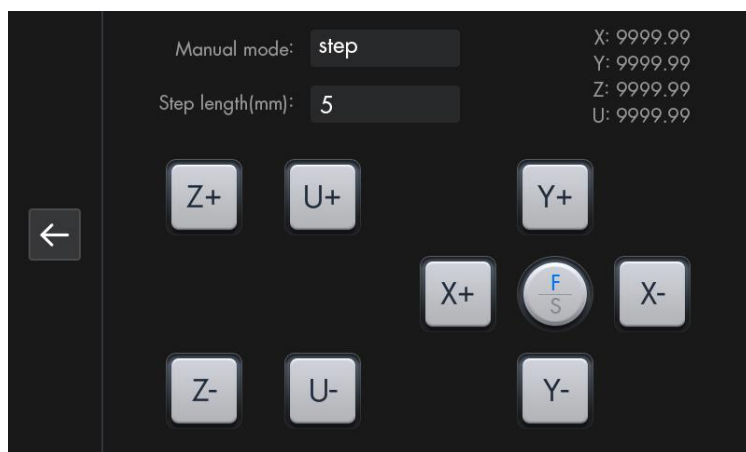 Manual mode: step
Step length(mm): 5
X: 9999.99
Y: 9999.99
Z: 9999.99
U: 9999.99
Z+ U+ Y+
X+ F X-
S
Z- U- Y-